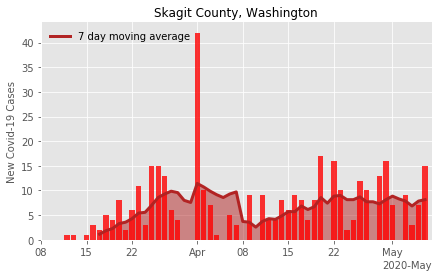 Skagit County, Washington
7 day moving average
New Covid-19 Cases
40
35
30
25
20
15
10
5
0
08 15 22 Apr 08 15 22 May
2020-May